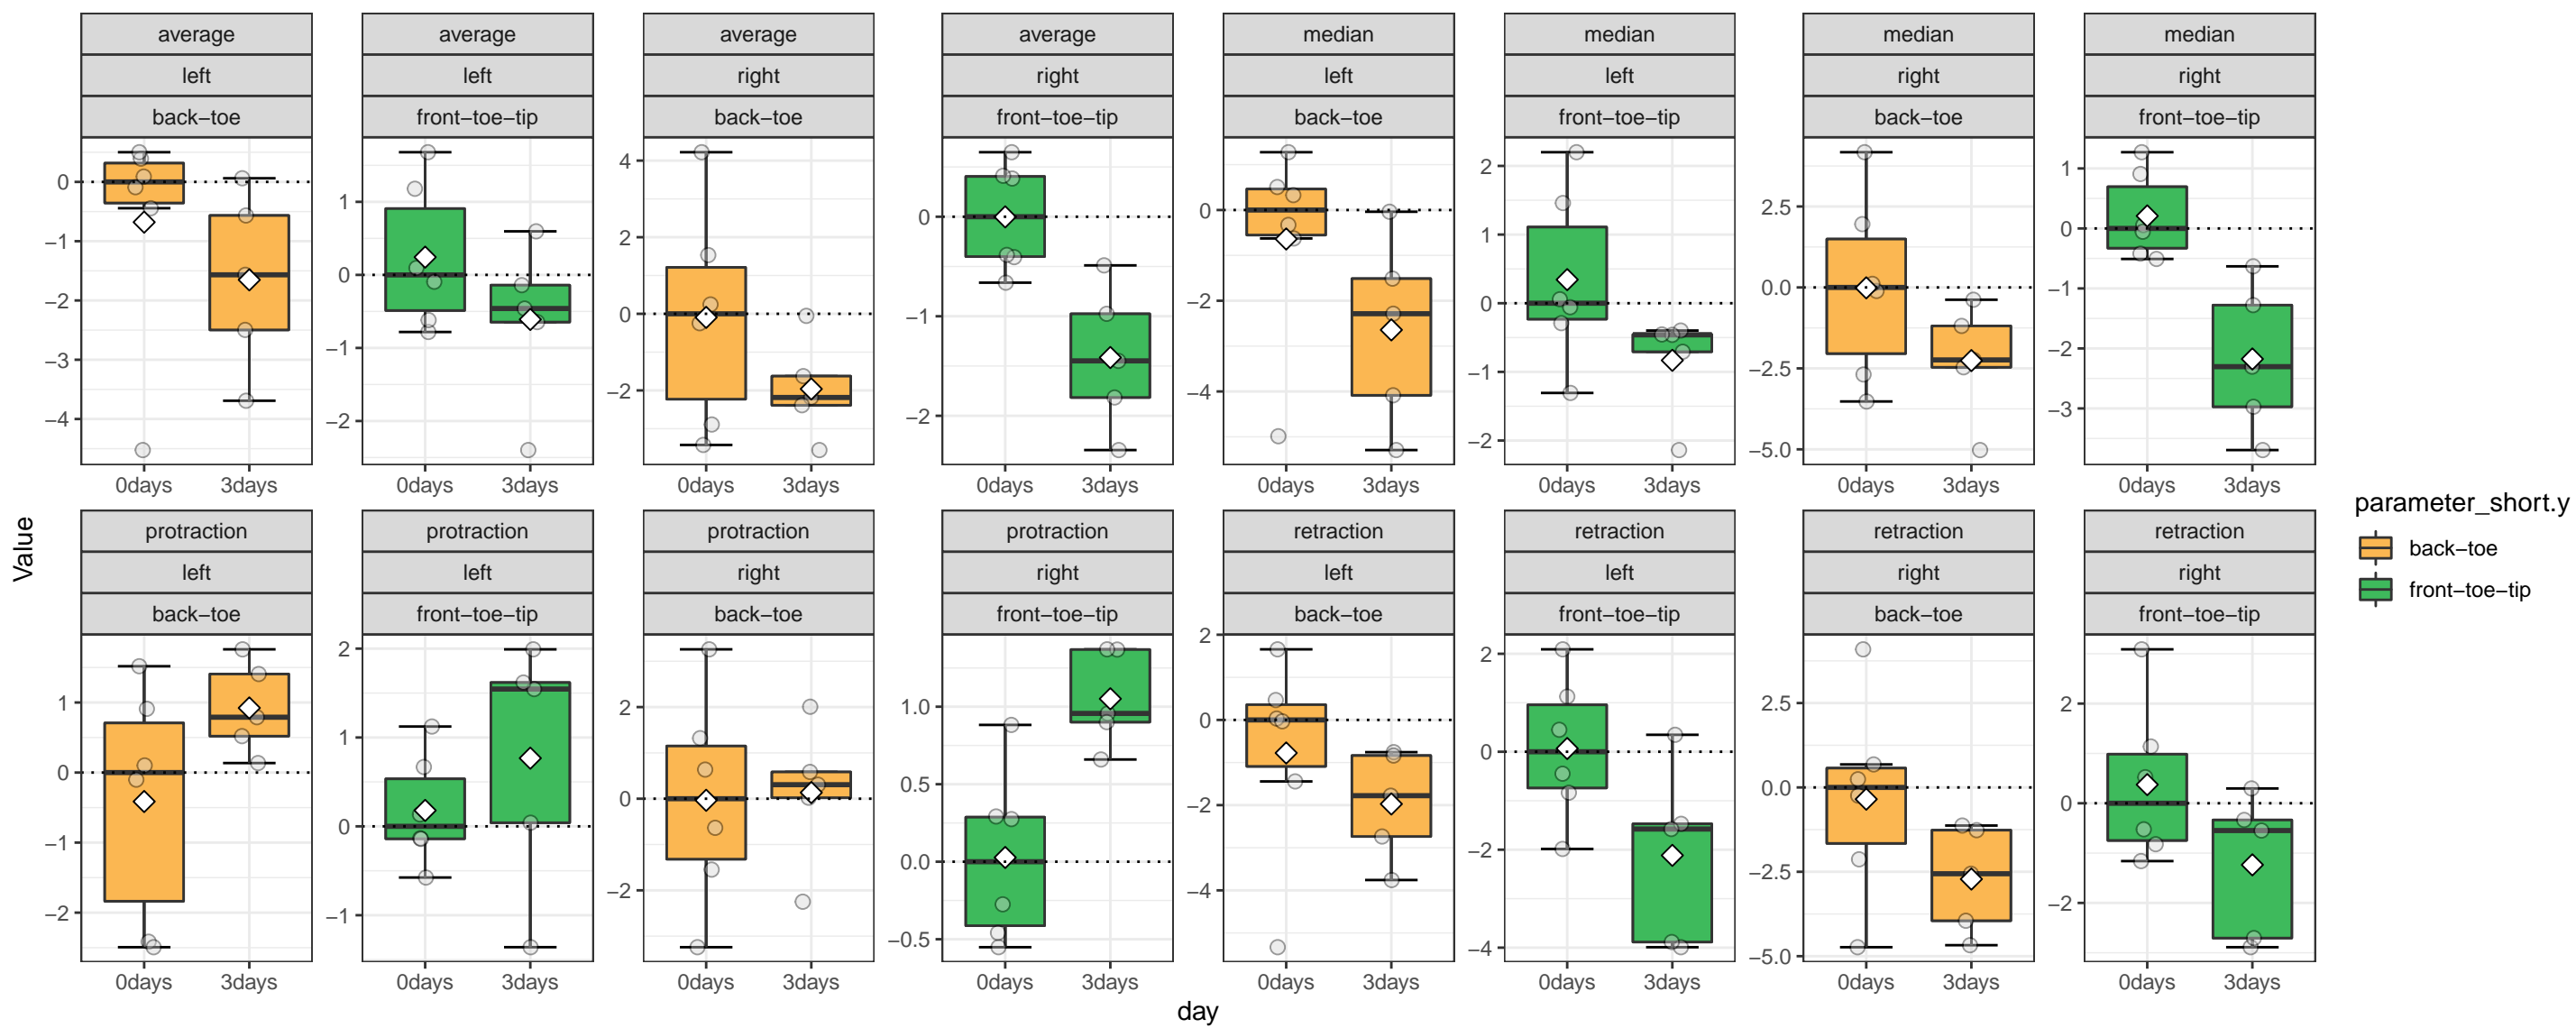 average average average average median median median median
left left right right left left right right
back−toe front−toe−tip back−toe front−toe−tip back−toe front−toe−tip back−toe front−toe−tip
0 −1 −2 −3 −4
1 0 −1 −2
4 2 0 −2
0 −1 −2
0 −2 −4
2 1 0 −1 −2
2.5 0.0 −2.5 −5.0
1 0 −1 −2 −3
0days 3days 0days 3days 0days 3days 0days 3days 0days 3days 0days 3days 0days 3days 0days 3days
protraction protraction protraction protraction retraction retraction retraction retraction
left left right right left left right right
back−toe front−toe−tip back−toe front−toe−tip back−toe front−toe−tip back−toe front−toe−tip
1 0 −1 −2
2 1 0 −1
2 0 −2
1.0 0.5 0.0 −0.5
2 0 −2 −4
2 0 −2 −4
2.5 0.0 −2.5 −5.0
2 0 −2
0days 3days 0days 3days 0days 3days 0days 3days 0days 3days 0days 3days 0days 3days 0days 3days
day
Value
parameter_short.y
back−toe
front−toe−tip